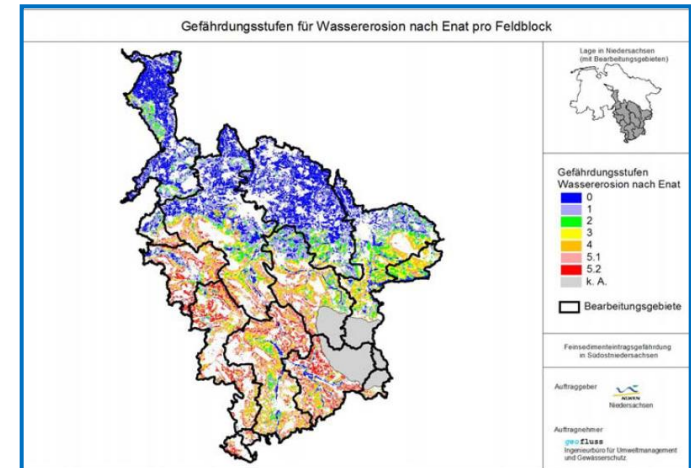 Gefährdungsstufen für Wassererosion nach Enat pro Feldblock
Lage in Niedersachsen
(mit Bearbeitungsgebieten)
Gefährdungsstufen
Wassererosion nach Enat
0
1
2
3
4
5.1
5.2
k. A.
Bearbeitungsgebiete
Feinsedimenteintragsgefährdung
in Südostniedersachsen
Auftraggeber
NLWKN
Niedersachsen
Auftragnehmer
geofluss
Ingenieurbüro für Umweltmanagement
und Gewässerschutz